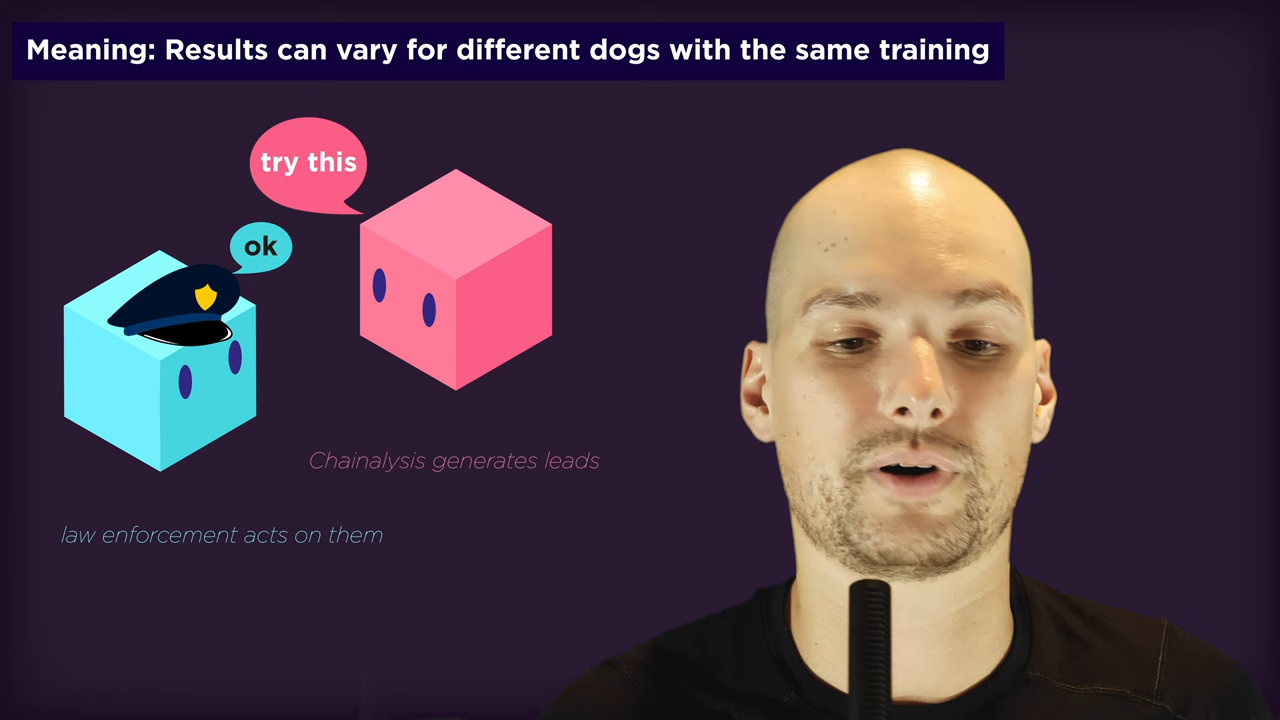 Meaning: Results can vary for different dogs with the same training
try this
ok
Chainalysis generates leads
law enforcement acts on them